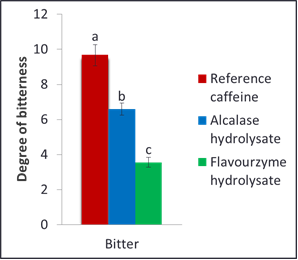 12
10
8
6
4
2
0
Degree of bitterness
a
b
c
Bitter
Reference
caffeine
Alcalase
hydrolysate
Flavourzyme
hydrolysate